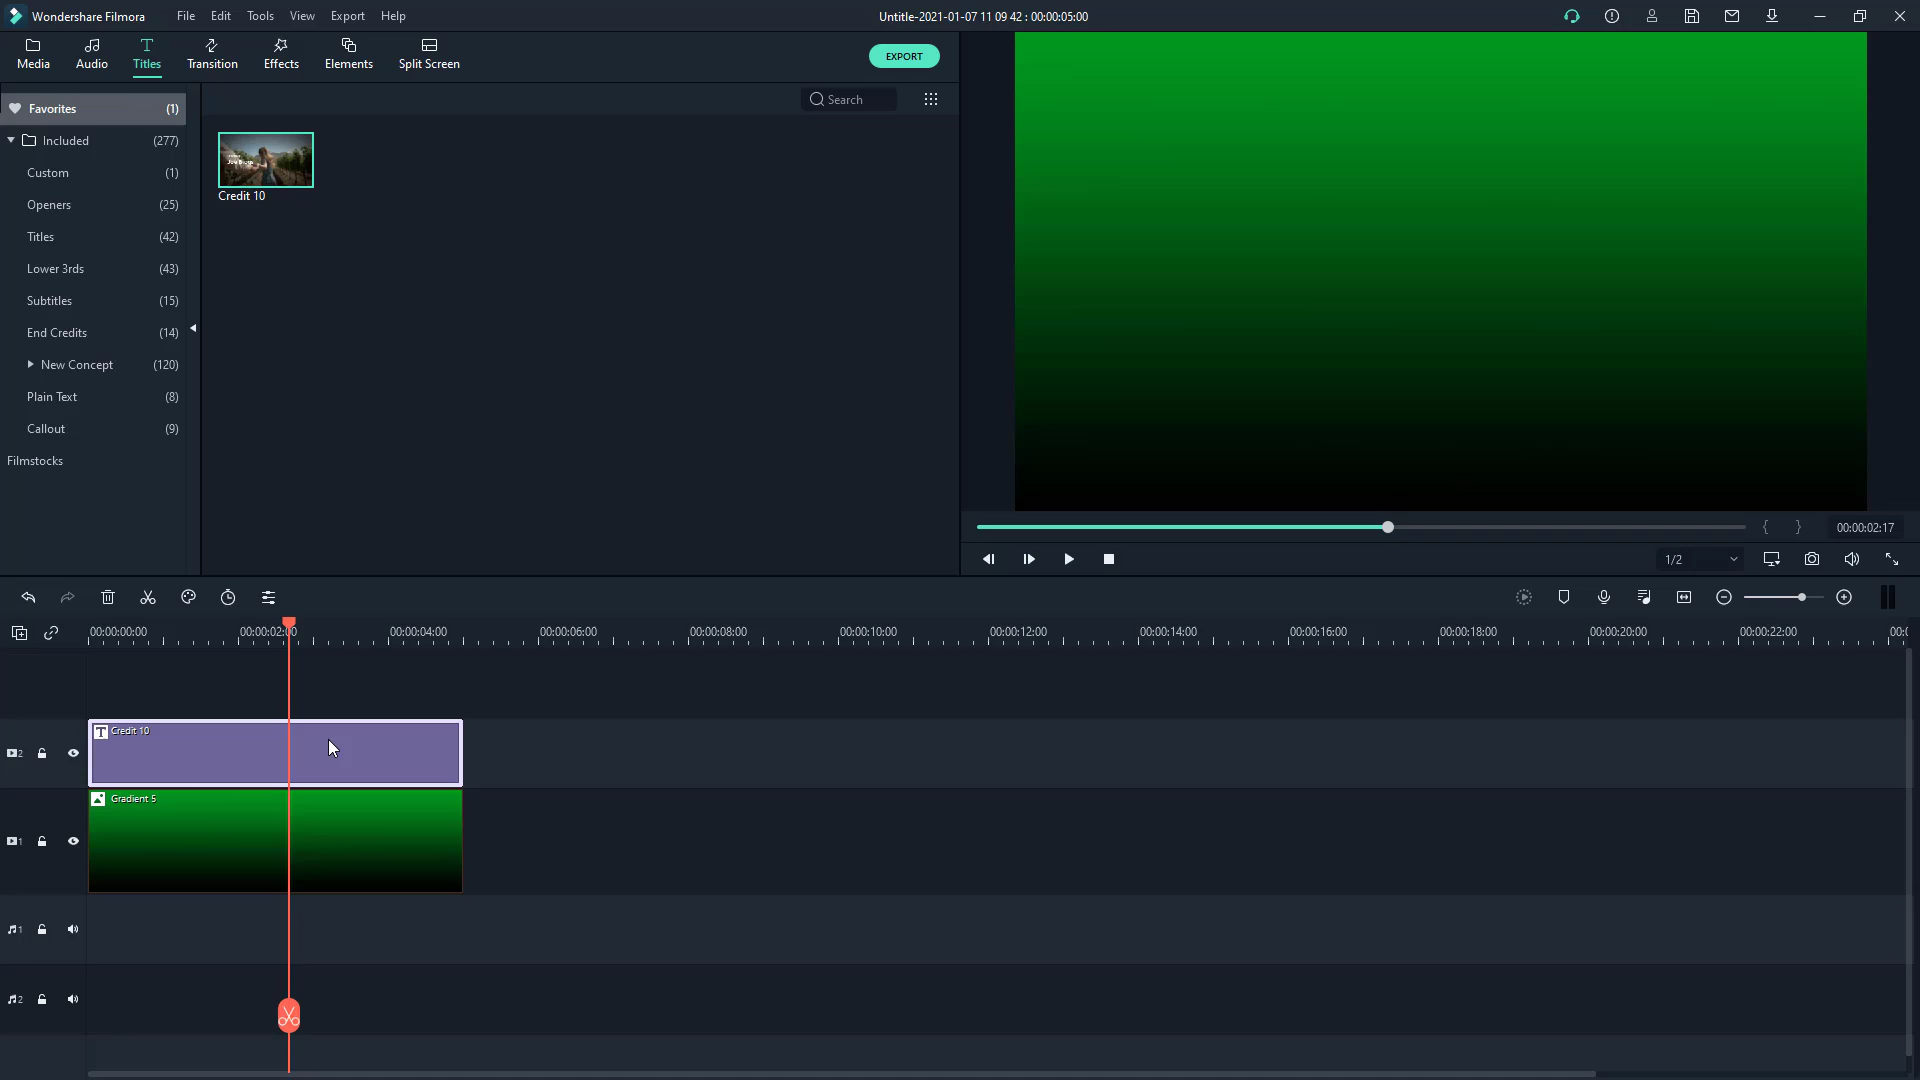 Wondershare Filmora File Edit Tools View Export Help Untitle-2021-01-07 11 09 42 : 00:00:05:00
Media Audio Titles Transition Effects Elements Split Screen EXPORT
Favorites (1) Search
Included (277)
Custom (1)
Credit 10
Openers (25)
Titles (42)
Lower 3rds (43)
Subtitles (15)
End Credits (14)
New Concept (120)
Plain Text (8)
Callout (9)
Filmstocks
{ } 00:00:02:17
1/2
00:00:00:00 00:00:02:00 00:00:04:00 00:00:06:00 00:00:08:00 00:00:10:00 00:00:12:00 00:00:14:00 00:00:16:00 00:00:18:00 00:00:20:00 00:00:22:00
T Credit 10
2
Gradient 5
1
1
2